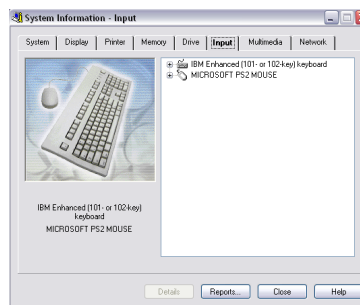 System Information - Input
System Display Printer Memory Drive Input Multimedia Network
IBM Enhanced (101- or 102-key) keyboard
MICROSOFT PS2 MOUSE
IBM Enhanced (101- or 102-key)
keyboard
MICROSOFT PS2 MOUSE
Details Reports... Close Help